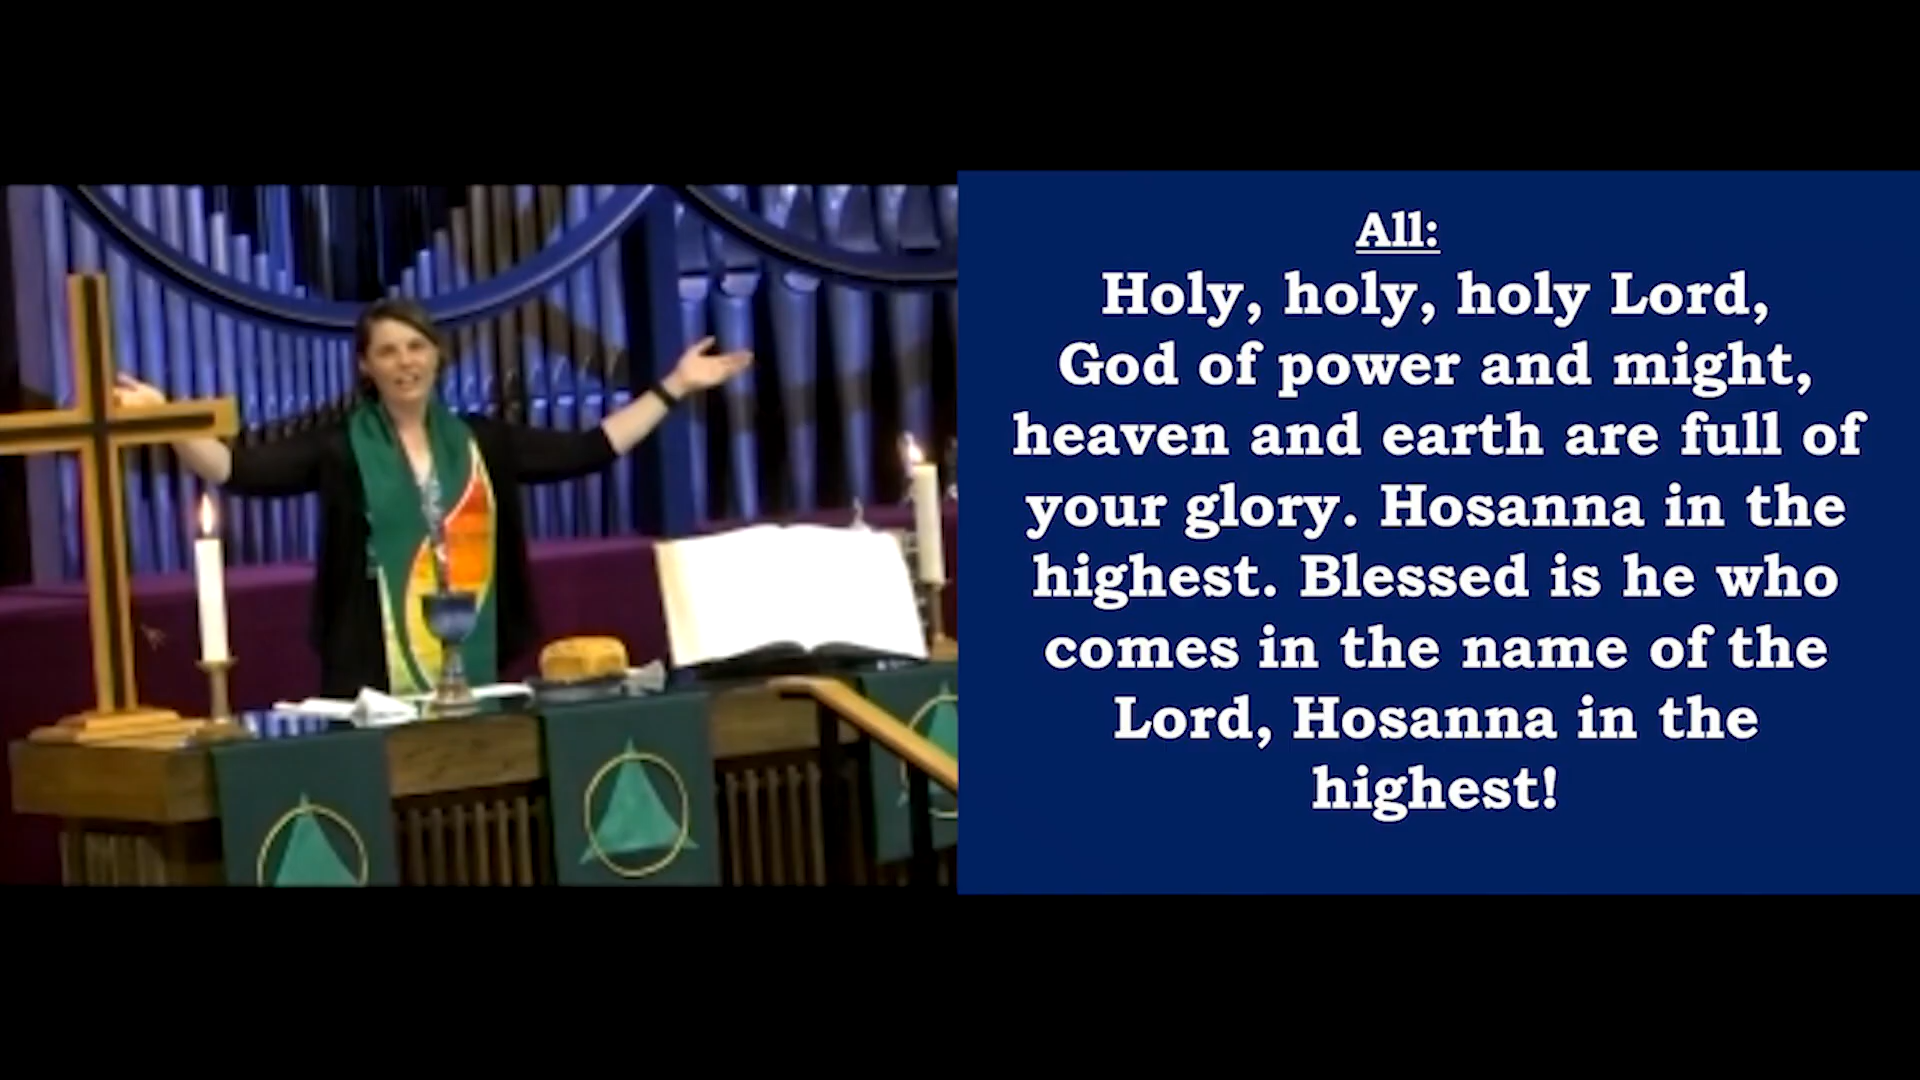 All:
Holy, holy, holy Lord,
God of power and might,
heaven and earth are full of
your glory. Hosanna in the
highest. Blessed is he who
comes in the name of the
Lord, Hosanna in the
highest!